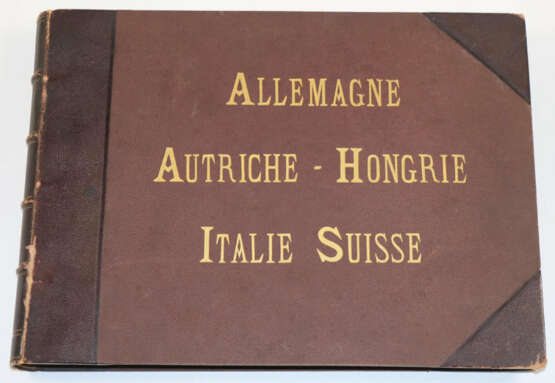 ALLEMAGNE
AUTRICHE - HONGRIE
ITALIE SUISSE